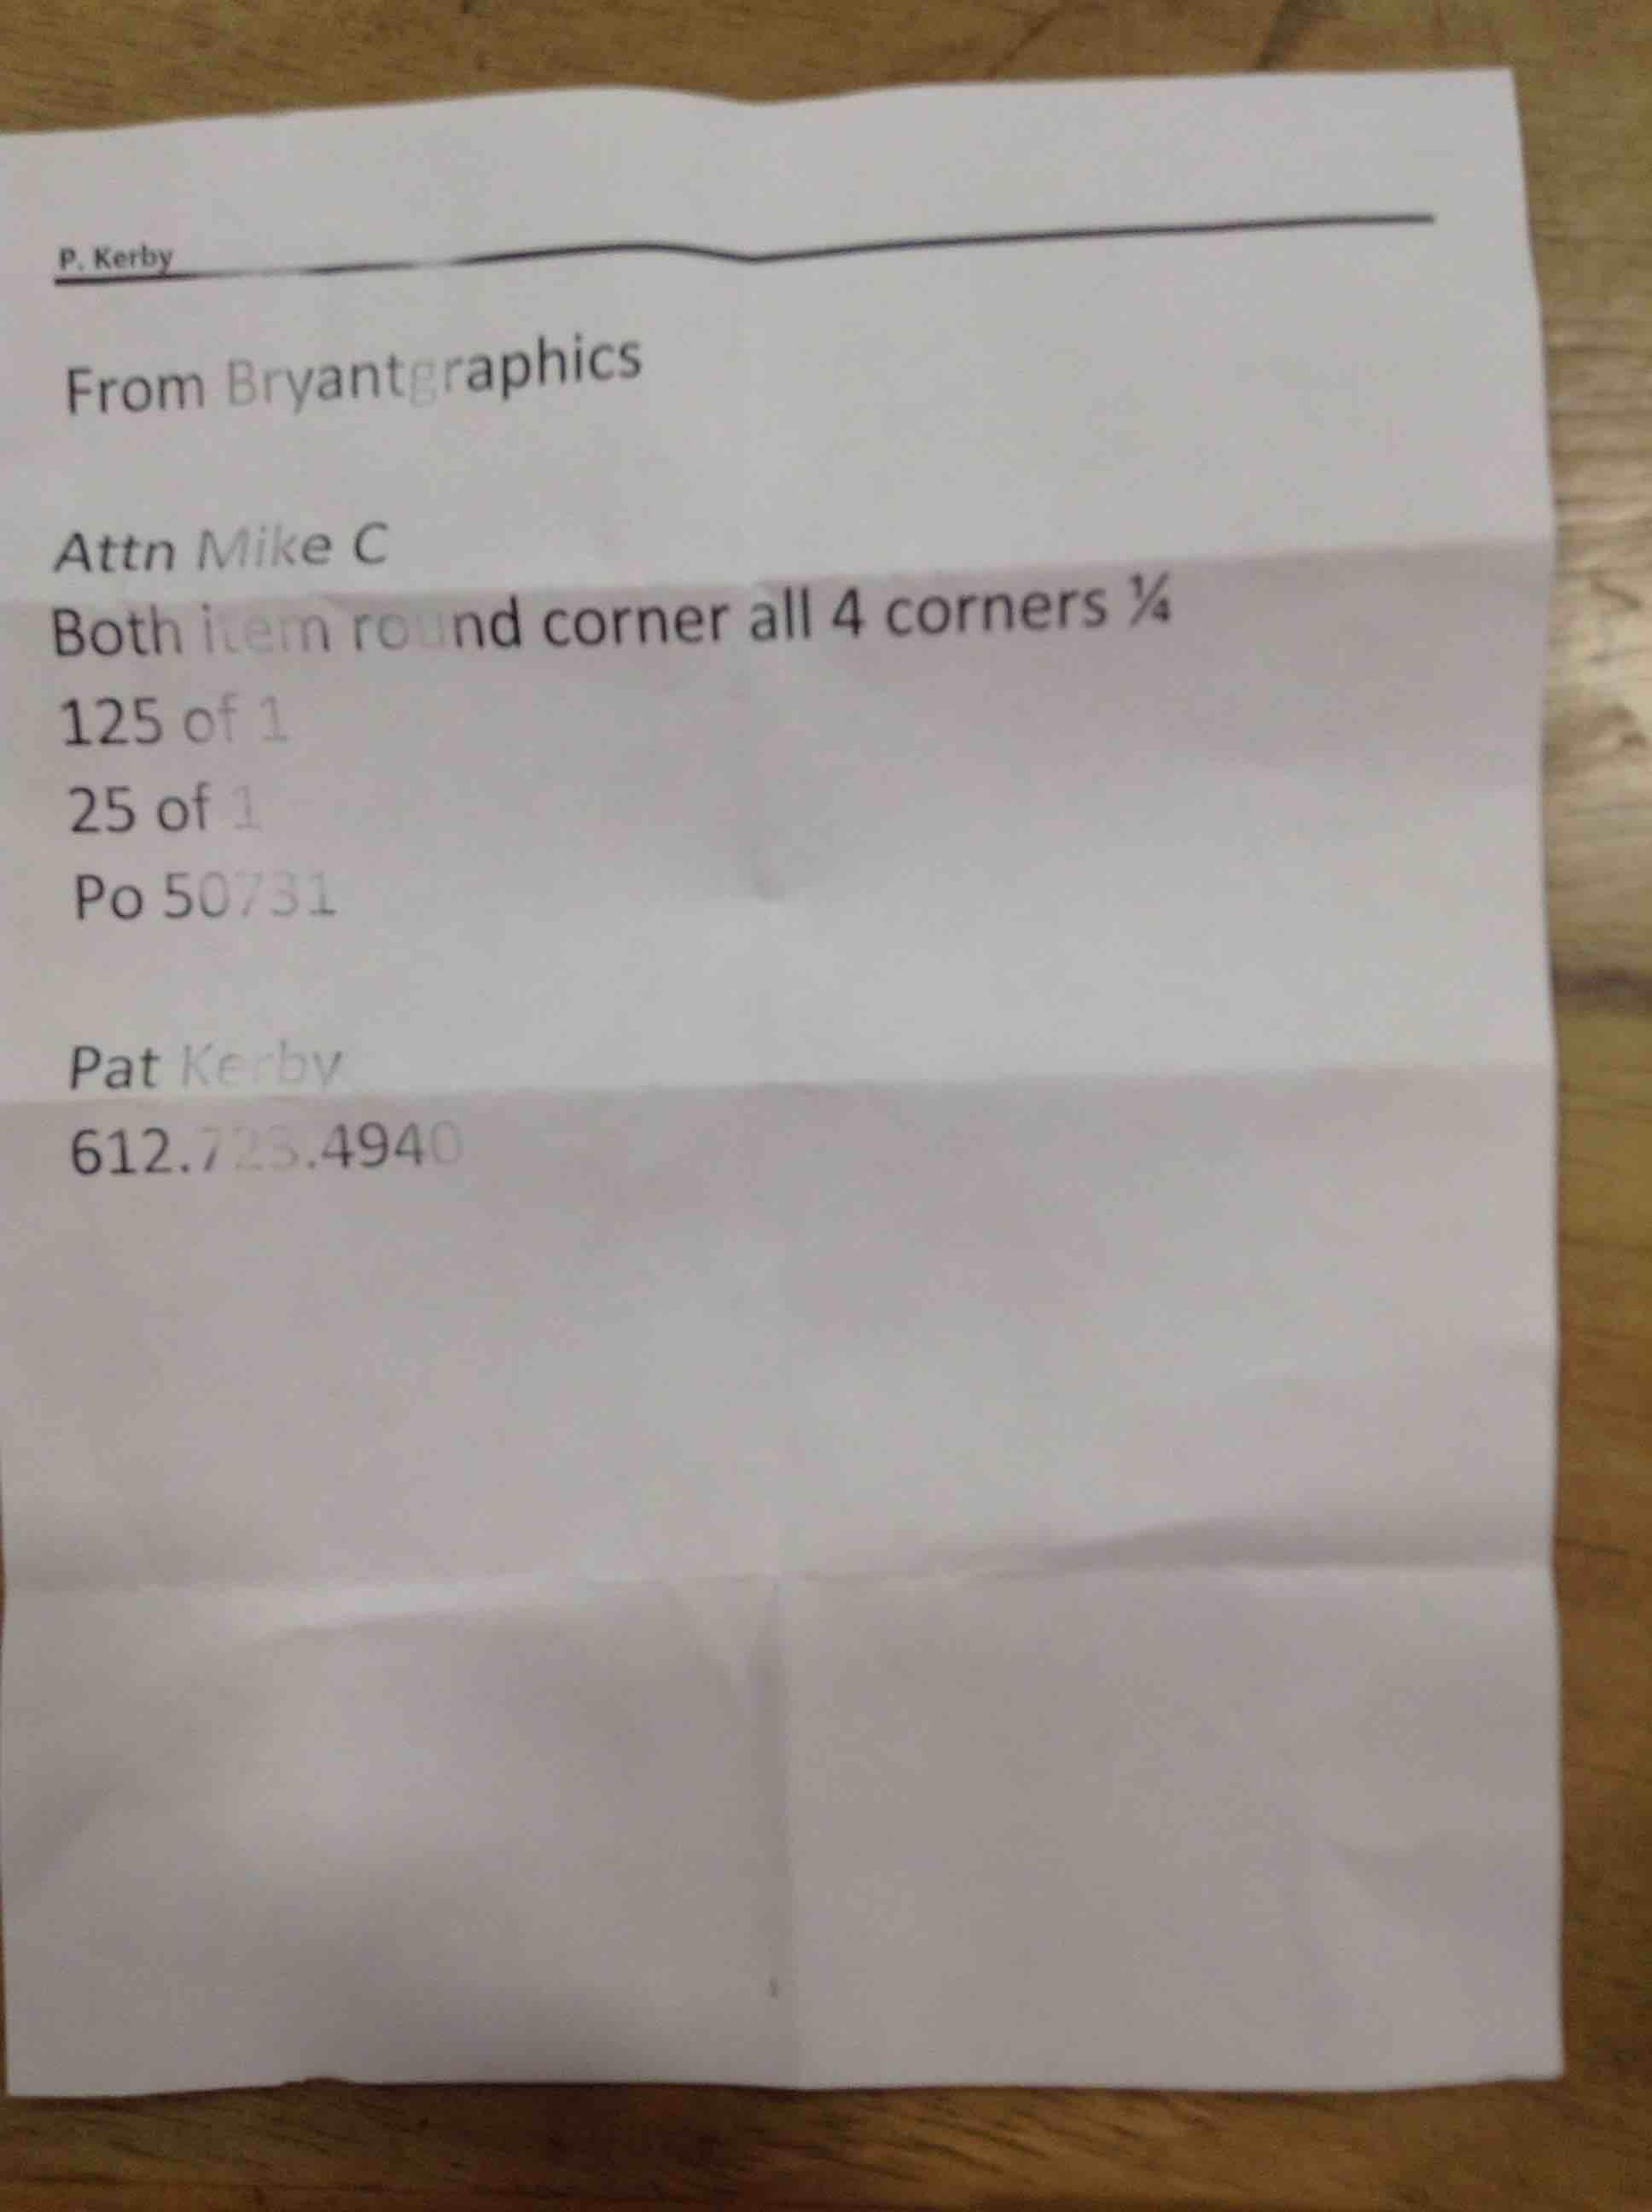 P. Kerby
From Bryantgraphics
Attn Mike C
Both item round corner all 4 corners ¼
125 of 1
25 of 1
Po 50731
Pat Kerby
612.723.4940